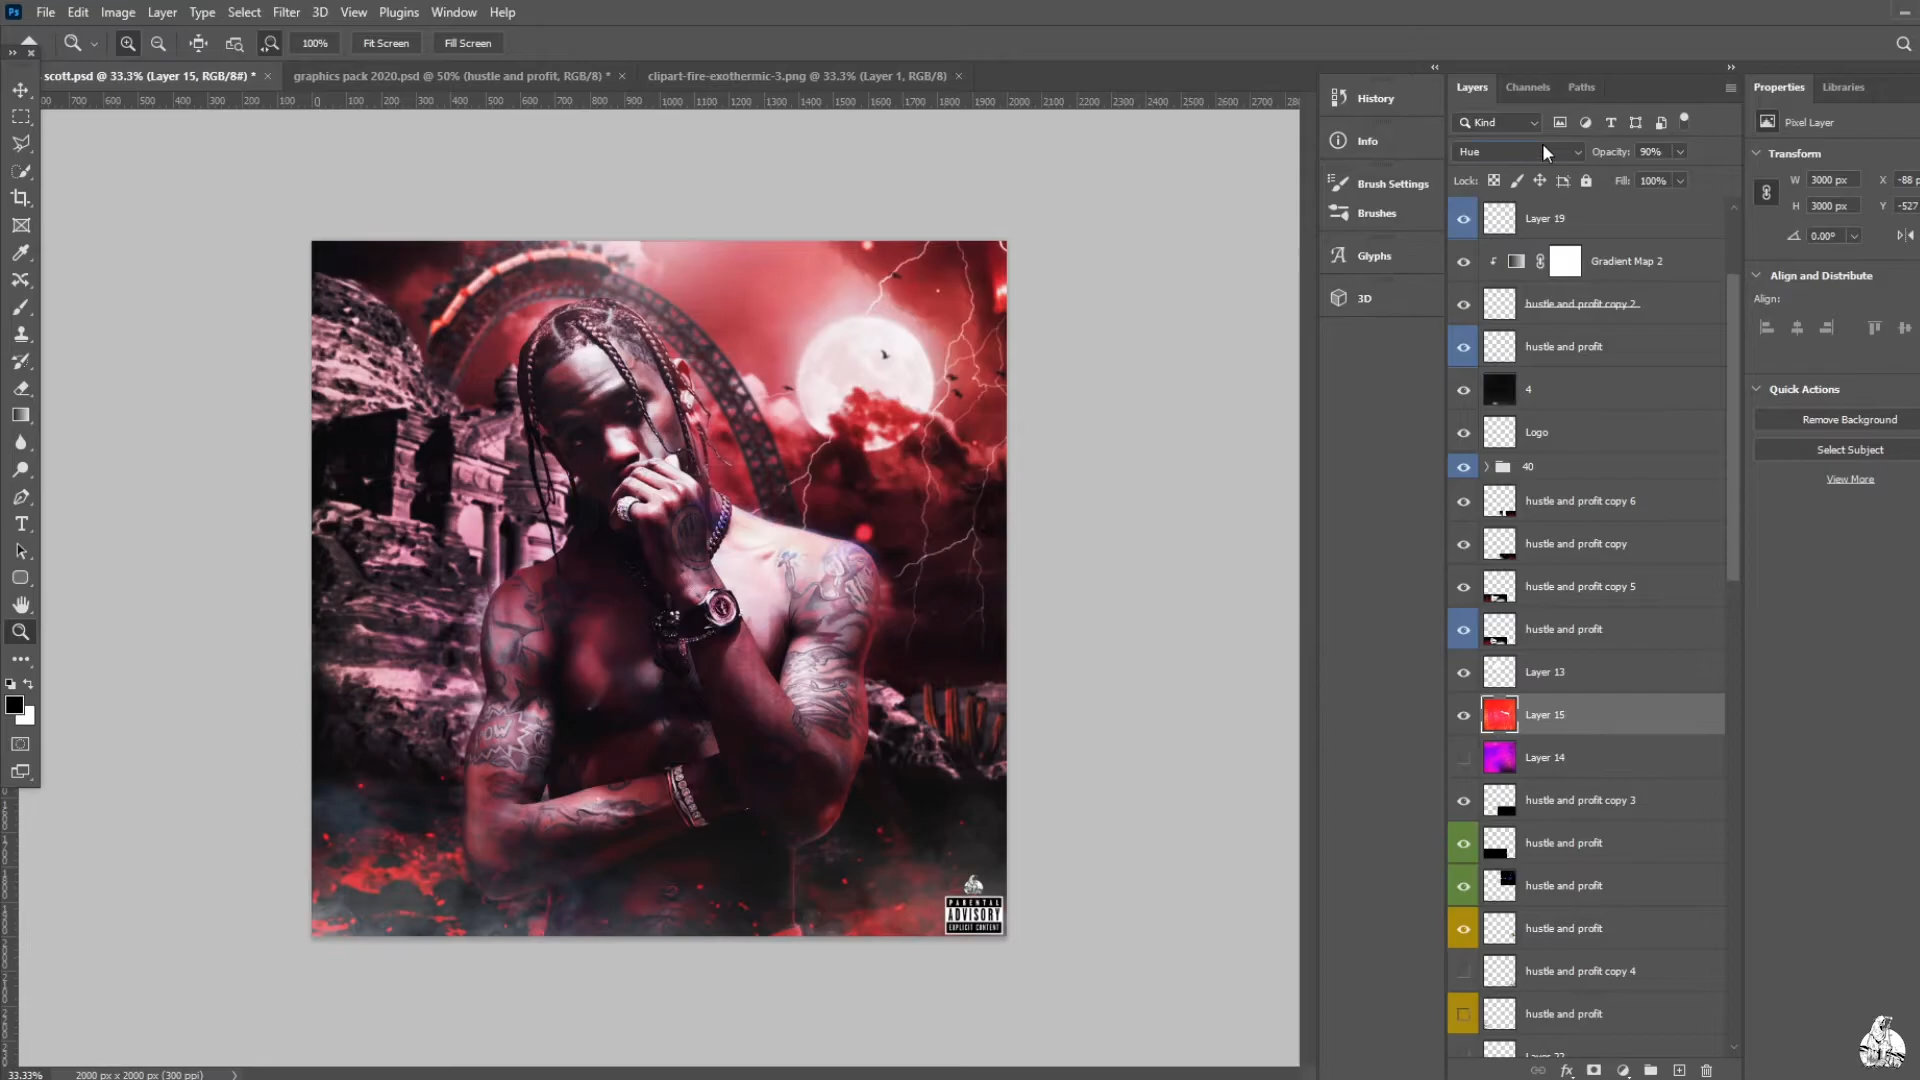 Ps File Edit Image Layer Type Select Filter 3D View Plugins Window Help
100% Fit Screen Fill Screen
scott.psd @ 33.3% (Layer 15, RGB/8#) * × graphics pack 2020.psd @ 50% (hustle and profit, RGB/8) * × clipart-fire-exothermic-3.png @ 33.3% (Layer 1, RGB/8) ×
700 600 500 400 300 200 100 0 100 200 300 400 500 600 700 800 900 1000 1100 1200 1300 1400 1500 1600 1700 1800 1900 2000 2100 2200 2300 2400 2500 2600 2700
History
Info
Brush Settings
Brushes
Glyphs
3D
Layers Channels Paths
Kind
Hue Opacity: 90%
Lock: Fill: 100%
Layer 19
Gradient Map 2
hustle and profit copy 2
hustle and profit
4
Logo
40
hustle and profit copy 6
hustle and profit copy
hustle and profit copy 5
hustle and profit
Layer 13
Layer 15
Layer 14
hustle and profit copy 3
hustle and profit
hustle and profit
hustle and profit
hustle and profit copy 4
hustle and profit
Layer 22
Properties Libraries
Pixel Layer
Transform
W 3000 px X -88 p
H 3000 px Y -527
0.00°
Align and Distribute
Align:
Quick Actions
Remove Background
Select Subject
View More
PARENTAL
ADVISORY
EXPLICIT CONTENT
33.33% 2000 px x 2000 px (300 ppi)